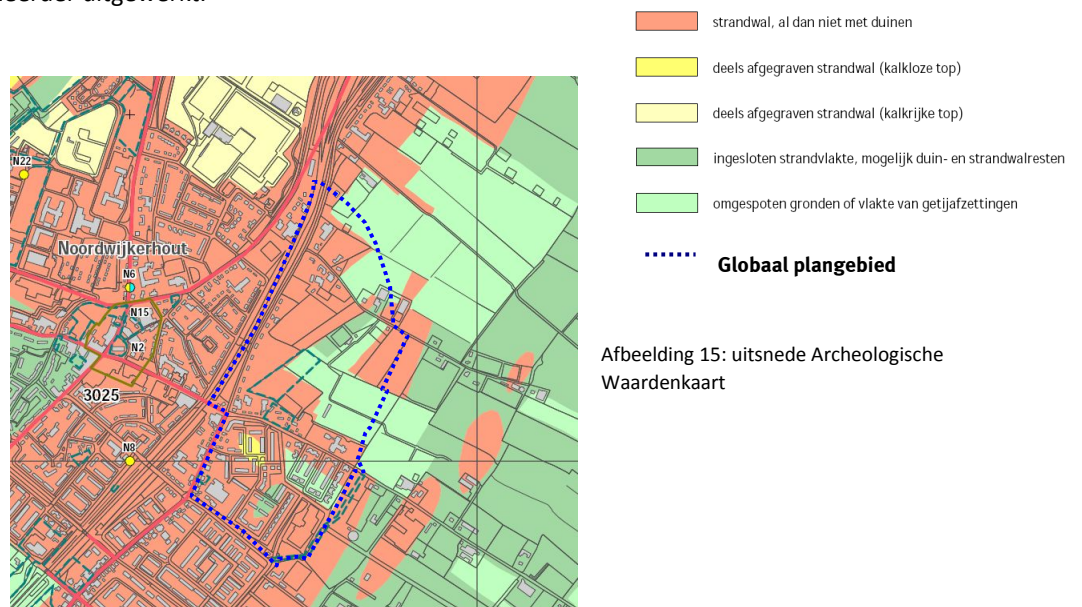 strandwal, al dan niet met duinen
deels afgegraven strandwal (kalkloze top)
deels afgegraven strandwal (kalkrijke top)
ingesloten strandvlakte, mogelijk duin- en strandwalresten
omgespoten gronden of vlakte van getijafzettingen
Globaal plangebied
Afbeelding 15: uitsnede Archeologische
Waardenkaart
N22
Noordwijkerhout
N6
N15
N2
3025
N8